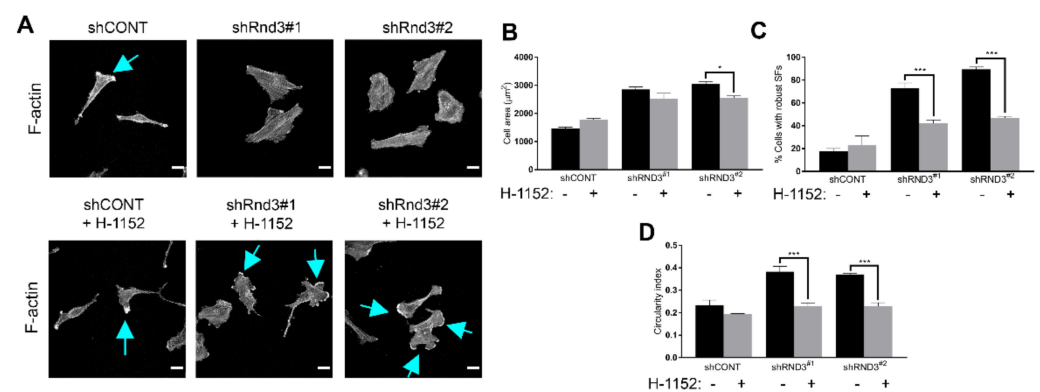 A
shCONT
shRnd3#1
shRnd3#2
F-actin
shCONT
+ H-1152
shRnd3#1
+ H-1152
shRnd3#2
+ H-1152
F-actin
B
Cell area (µm²)
4000
3000
2000
1000
0
*
shCONT
shRND3#1
shRND3#2
H-1152: - + - + - +
C
% Cells with robust SFs
100
80
60
40
20
0
***
***
shCONT
shRND3#1
shRND3#2
H-1152: - + - + - +
D
Circularity index
0.5
0.4
0.3
0.2
0.1
0.0
***
***
shCONT
shRND3#1
shRND3#2
H-1152: - + - + - +